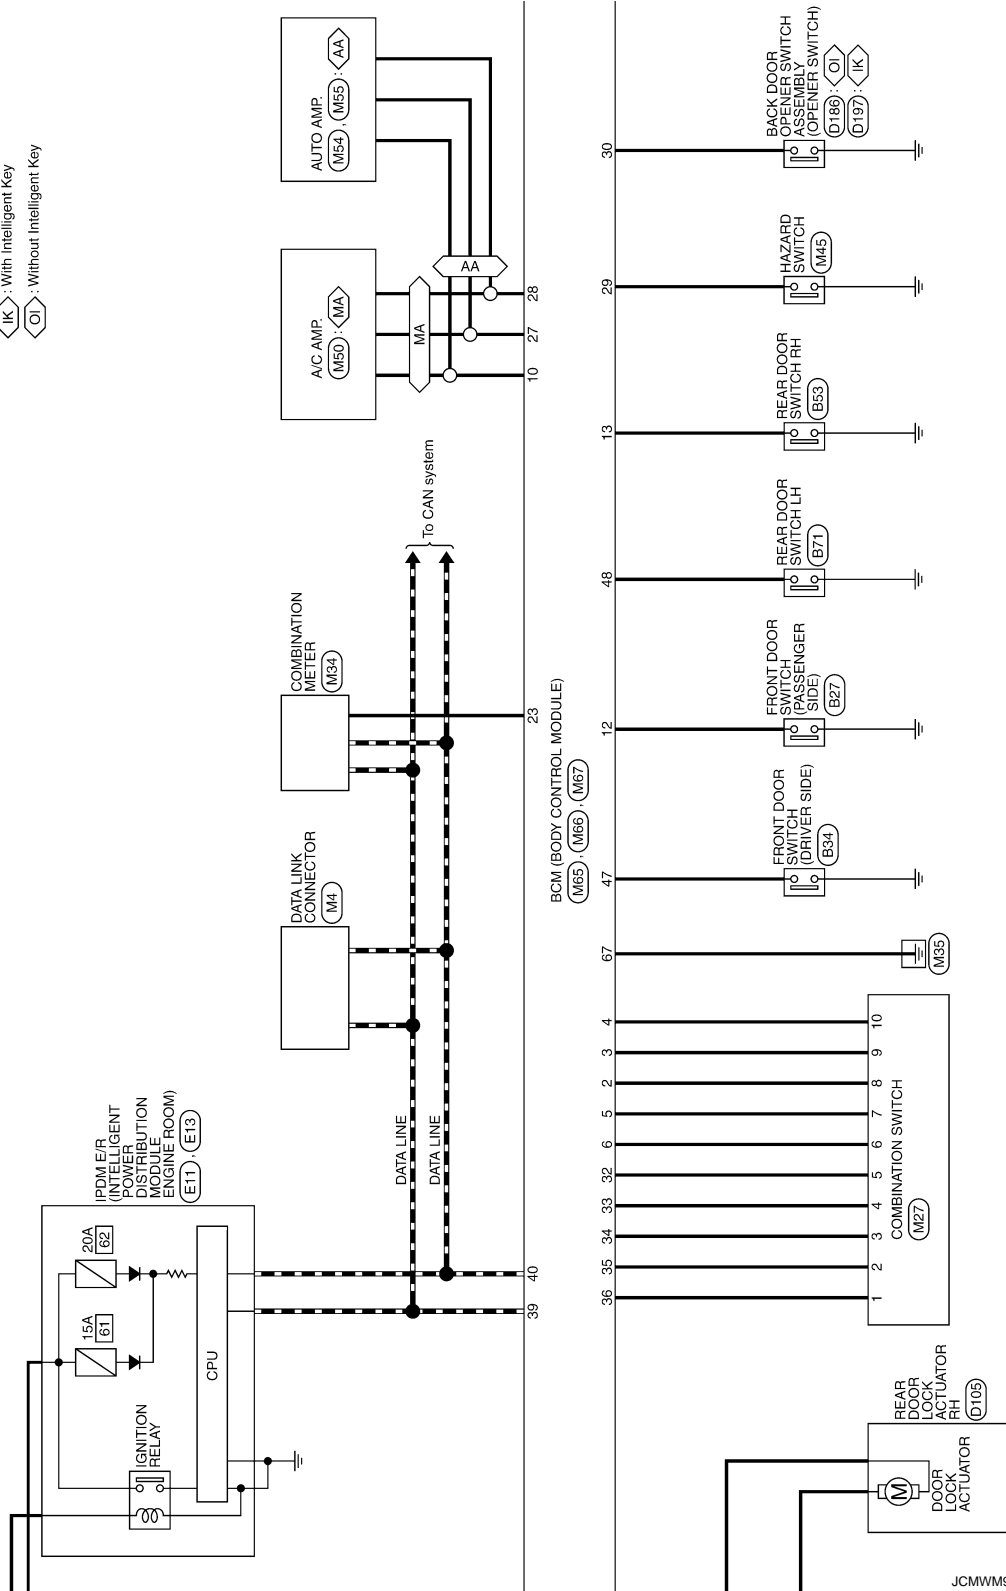 IK : With Intelligent Key
OI : Without Intelligent Key
IPDM E/R
(INTELLIGENT
POWER
DISTRIBUTION
MODULE
ENGINE ROOM)
E11 , E13
20A
62
15A
61
IGNITION
RELAY
CPU
DATA LINK
CONNECTOR
M4
COMBINATION
METER
M34
A/C AMP.
M50 : MA
AUTO AMP.
M54 , M55 : AA
DATA LINE
DATA LINE
To CAN system
MA
AA
39
40
23
10
27
28
BCM (BODY CONTROL MODULE)
M65 , M66 , M67
36
35
34
33
32
6
5
2
3
4
67
47
12
48
13
29
30
1
2
3
4
5
6
7
8
9
10
COMBINATION SWITCH
M27
M35
FRONT DOOR
SWITCH
(DRIVER SIDE)
B34
FRONT DOOR
SWITCH
(PASSENGER
SIDE)
B27
REAR DOOR
SWITCH LH
B71
REAR DOOR
SWITCH RH
B53
HAZARD
SWITCH
M45
BACK DOOR
OPENER SWITCH
ASSEMBLY
(OPENER SWITCH)
D186 : OI
D197 : IK
REAR
DOOR
LOCK
ACTUATOR
RH
D105
M
DOOR
LOCK
ACTUATOR